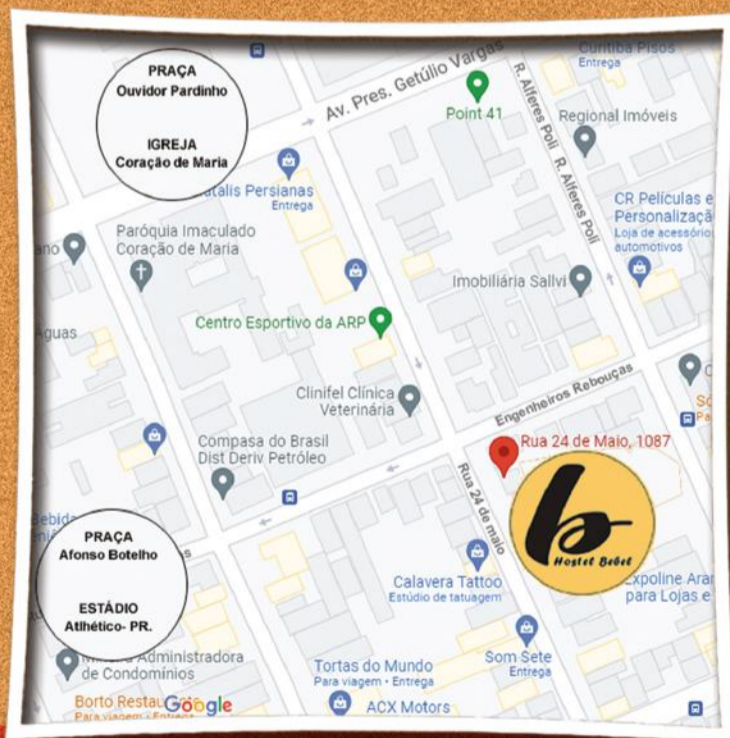 PRAÇA
Ouvidor Pardinho
IGREJA
Coração de Maria
Curitiba Pisos
Entrega
Av. Pres. Getúlio Vargas
Point 41
R. Alferes Poli
R. Alferes Poli
Regional Imóveis
Persianas
Entrega
CR Películas e
Personalizaçã
Loja de acessório
automotivos
Paróquia Imaculado
Coração de Maria
Imobiliária Sallvi
Centro Esportivo da ARP
Aguas
Clinifel Clínica
Veterinária
Engenheiros Rebouças
Compasa do Brasil
Dist Deriv Petróleo
Rua 24 de Maio, 1087
Rua 24 de maio
b
Hostel Bebel
PRAÇA
Afonso Botelho
ESTÁDIO
Atlhético- PR.
Calavera Tattoo
Estúdio de tatuagem
Expoline Arar
para Lojas e
Administradora
de Condomínios
Tortas do Mundo
Para viagem • Entrega
Som Sete
Entrega
Borto Restau
Para viagem • Entrega
Google
ACX Motors